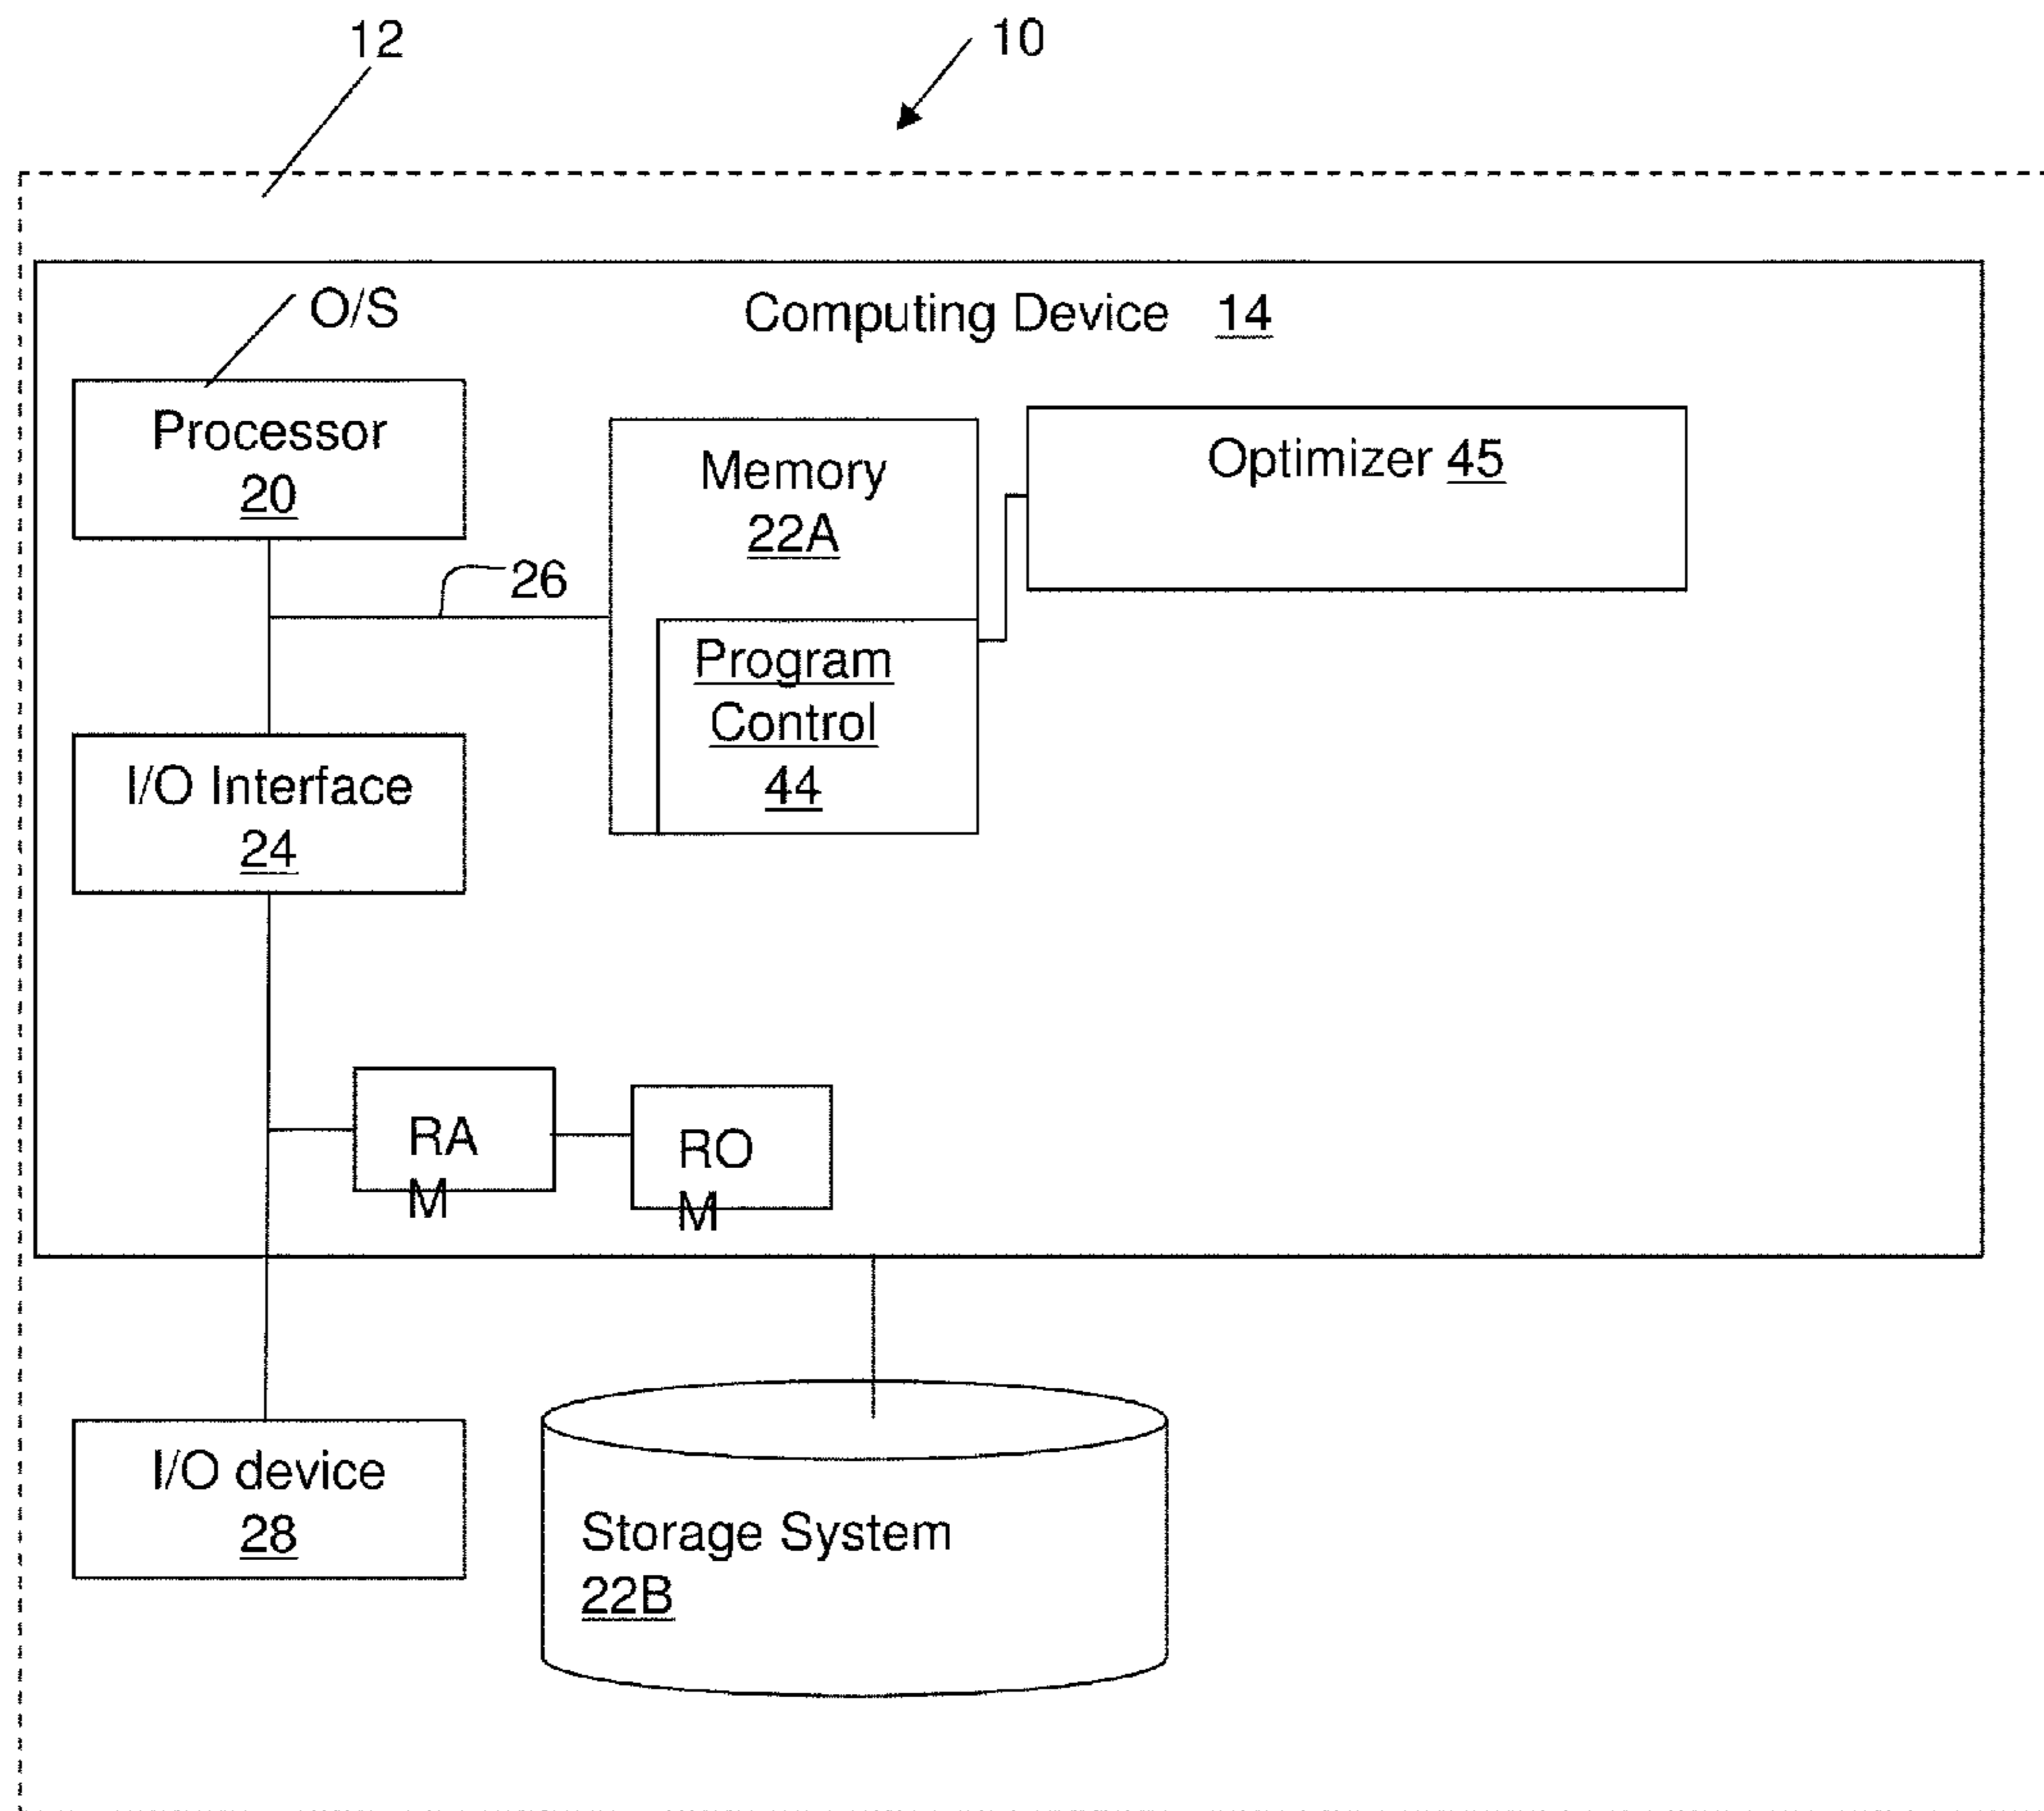 12
10
O/S
Computing Device 14
Processor
20
Memory
22A
Optimizer 45
26
Program
Control
44
I/O Interface
24
RA
M
RO
M
I/O device
28
Storage System
22B